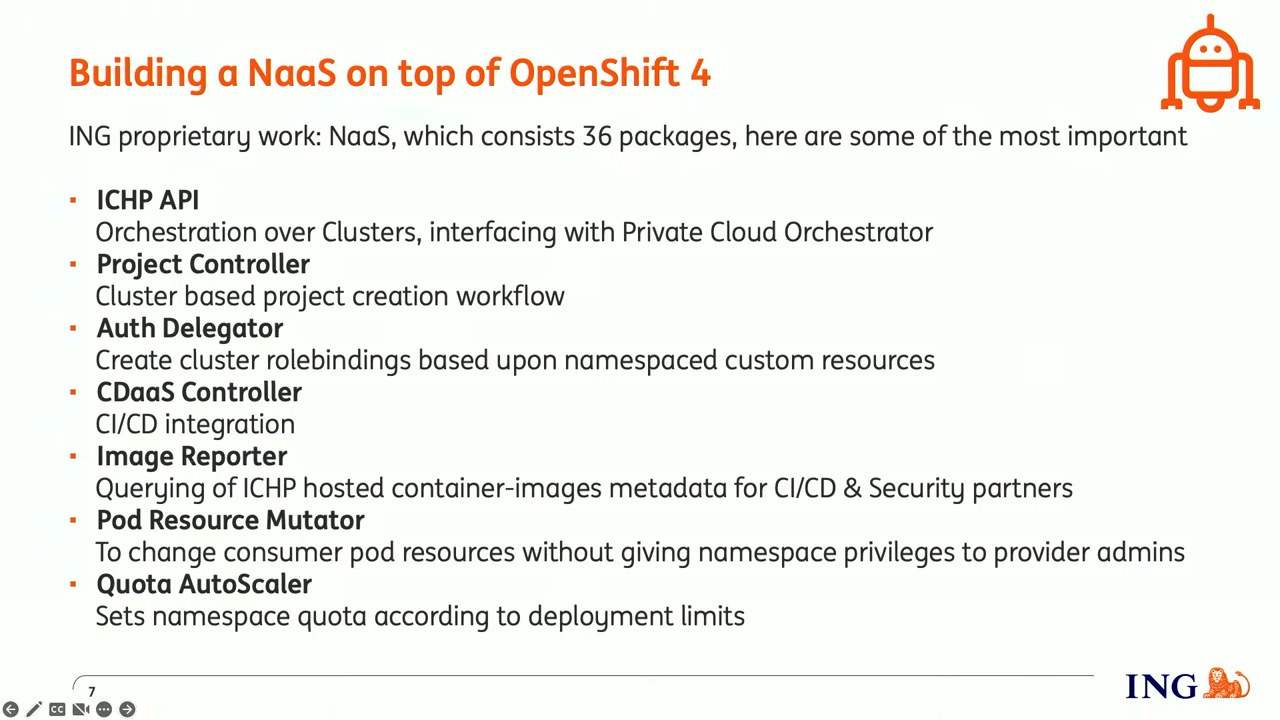 Building a NaaS on top of OpenShift 4
ING proprietary work: NaaS, which consists 36 packages, here are some of the most important
▪ ICHP API
Orchestration over Clusters, interfacing with Private Cloud Orchestrator
▪ Project Controller
Cluster based project creation workflow
▪ Auth Delegator
Create cluster rolebindings based upon namespaced custom resources
▪ CDaaS Controller
CI/CD integration
▪ Image Reporter
Querying of ICHP hosted container-images metadata for CI/CD & Security partners
▪ Pod Resource Mutator
To change consumer pod resources without giving namespace privileges to provider admins
▪ Quota AutoScaler
Sets namespace quota according to deployment limits
7
ING
CC